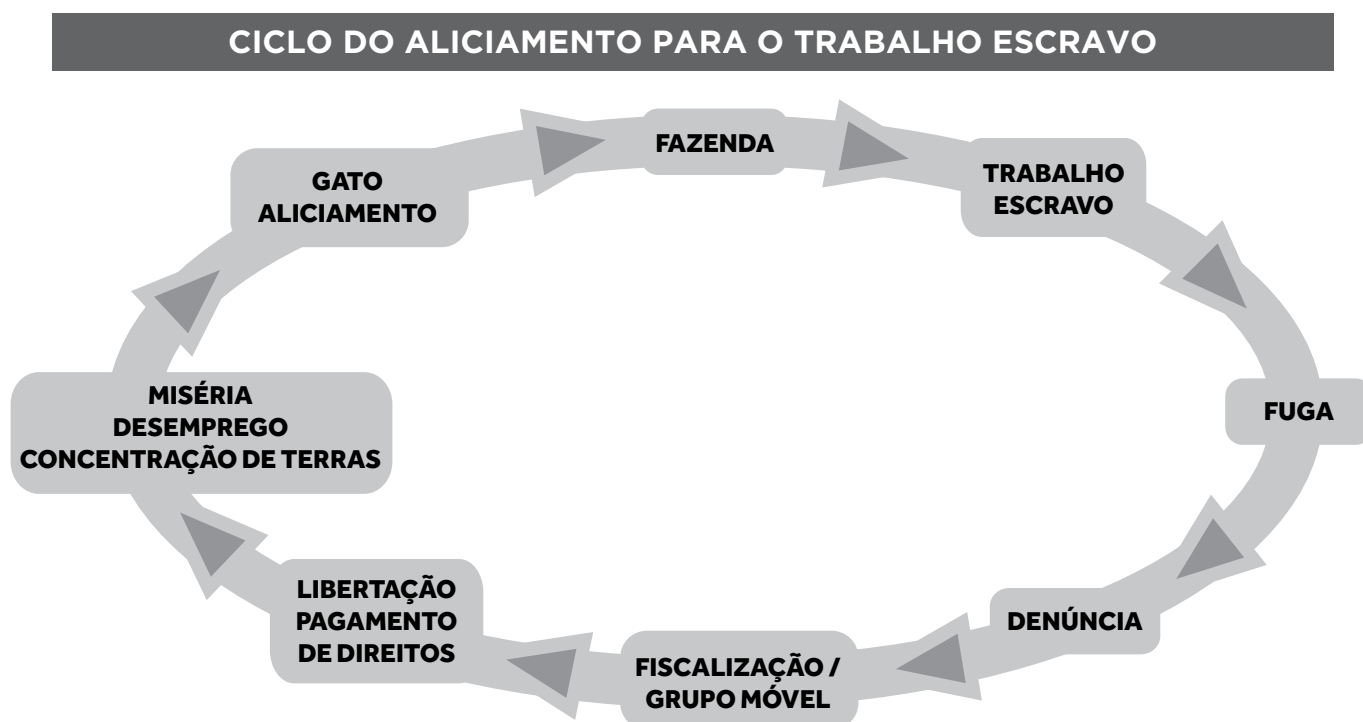 CICLO DO ALICIAMENTO PARA O TRABALHO ESCRAVO
FAZENDA
TRABALHO
ESCRAVO
FUGA
DENÚNCIA
FISCALIZAÇÃO /
GRUPO MÓVEL
LIBERTAÇÃO
PAGAMENTO
DE DIREITOS
MISÉRIA
DESEMPREGO
CONCENTRAÇÃO DE TERRAS
GATO
ALICIAMENTO